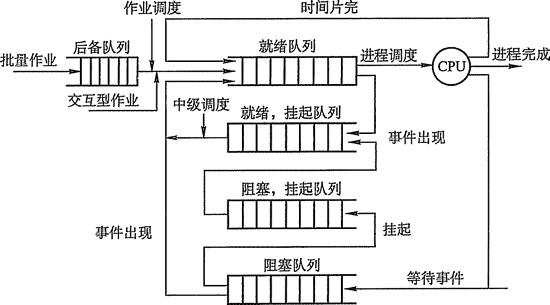 作业调度
时间片完
批量作业
后备队列
就绪队列
进程调度
CPU
进程完成
交互型作业
中级调度
就绪，挂起队列
事件出现
阻塞，挂起队列
事件出现
挂起
阻塞队列
等待事件